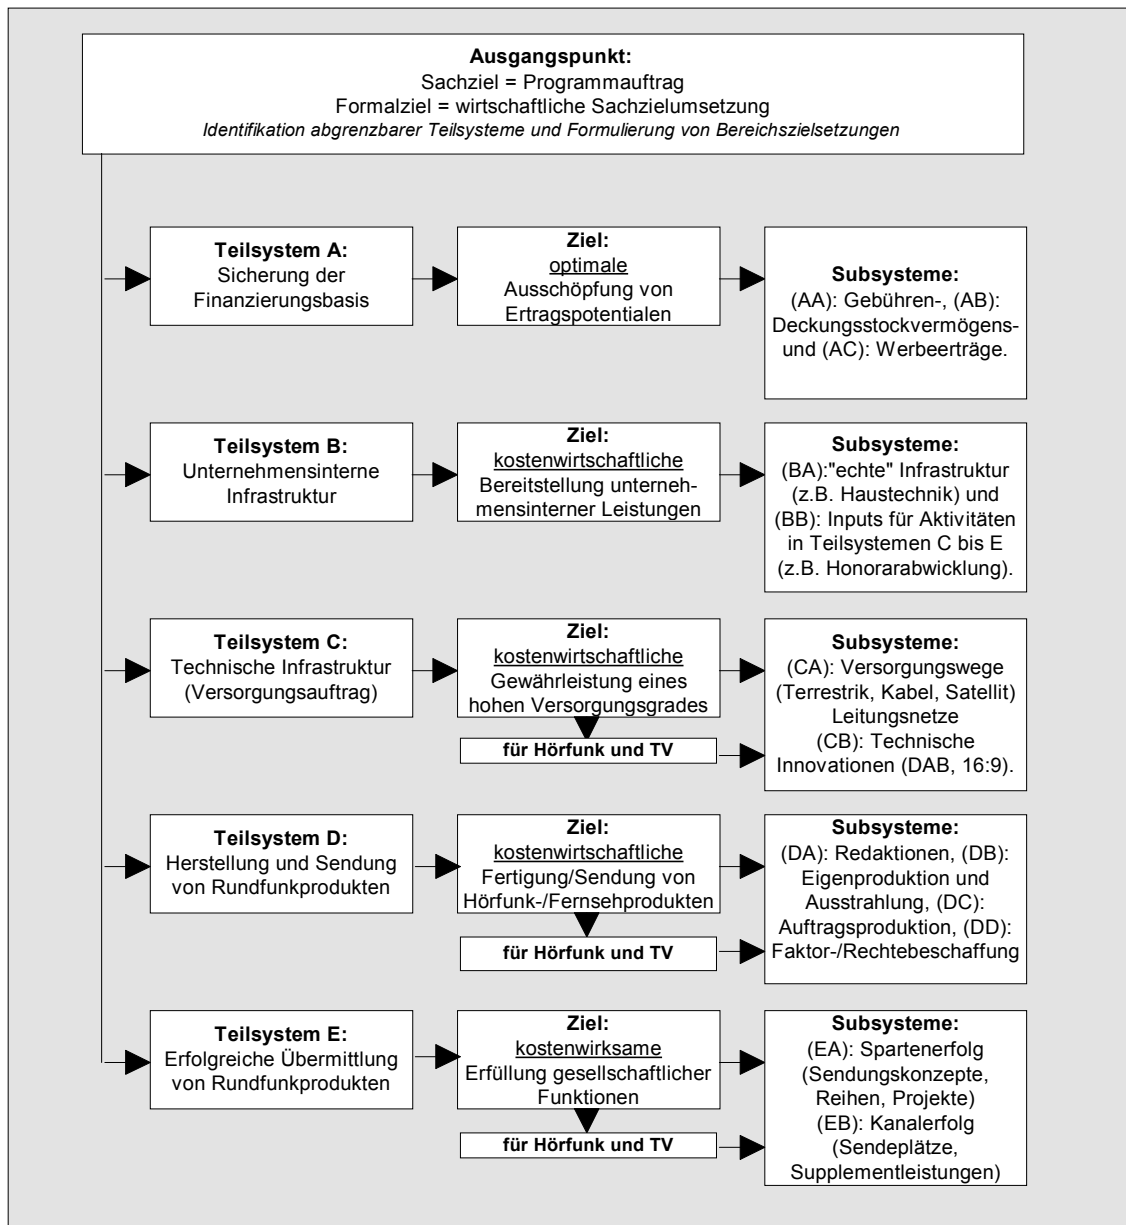 Ausgangspunkt:
Sachziel = Programmauftrag
Formalziel = wirtschaftliche Sachzielumsetzung
Identifikation abgrenzbarer Teilsysteme und Formulierung von Bereichszielsetzungen
Teilsystem A:
Sicherung der
Finanzierungsbasis
Ziel:
optimale
Ausschöpfung von
Ertragspotentialen
Subsysteme:
(AA): Gebühren-, (AB):
Deckungsstockvermögens-
und (AC): Werbeerträge.
Teilsystem B:
Unternehmensinterne
Infrastruktur
Ziel:
kostenwirtschaftliche
Bereitstellung unterneh-
mensinterner Leistungen
Subsysteme:
(BA):"echte" Infrastruktur
(z.B. Haustechnik) und
(BB): Inputs für Aktivitäten
in Teilsystemen C bis E
(z.B. Honorarabwicklung).
Teilsystem C:
Technische Infrastruktur
(Versorgungsauftrag)
Ziel:
kostenwirtschaftliche
Gewährleistung eines
hohen Versorgungsgrades
für Hörfunk und TV
Subsysteme:
(CA): Versorgungswege
(Terrestrik, Kabel, Satellit)
Leitungsnetze
(CB): Technische
Innovationen (DAB, 16:9).
Teilsystem D:
Herstellung und Sendung
von Rundfunkprodukten
Ziel:
kostenwirtschaftliche
Fertigung/Sendung von
Hörfunk-/Fernsehprodukten
für Hörfunk und TV
Subsysteme:
(DA): Redaktionen, (DB):
Eigenproduktion und
Ausstrahlung, (DC):
Auftragsproduktion, (DD):
Faktor-/Rechtebeschaffung
Teilsystem E:
Erfolgreiche Übermittlung
von Rundfunkprodukten
Ziel:
kostenwirksame
Erfüllung gesellschaftlicher
Funktionen
für Hörfunk und TV
Subsysteme:
(EA): Spartenerfolg
(Sendungskonzepte,
Reihen, Projekte)
(EB): Kanalerfolg
(Sendeplätze,
Supplementleistungen)